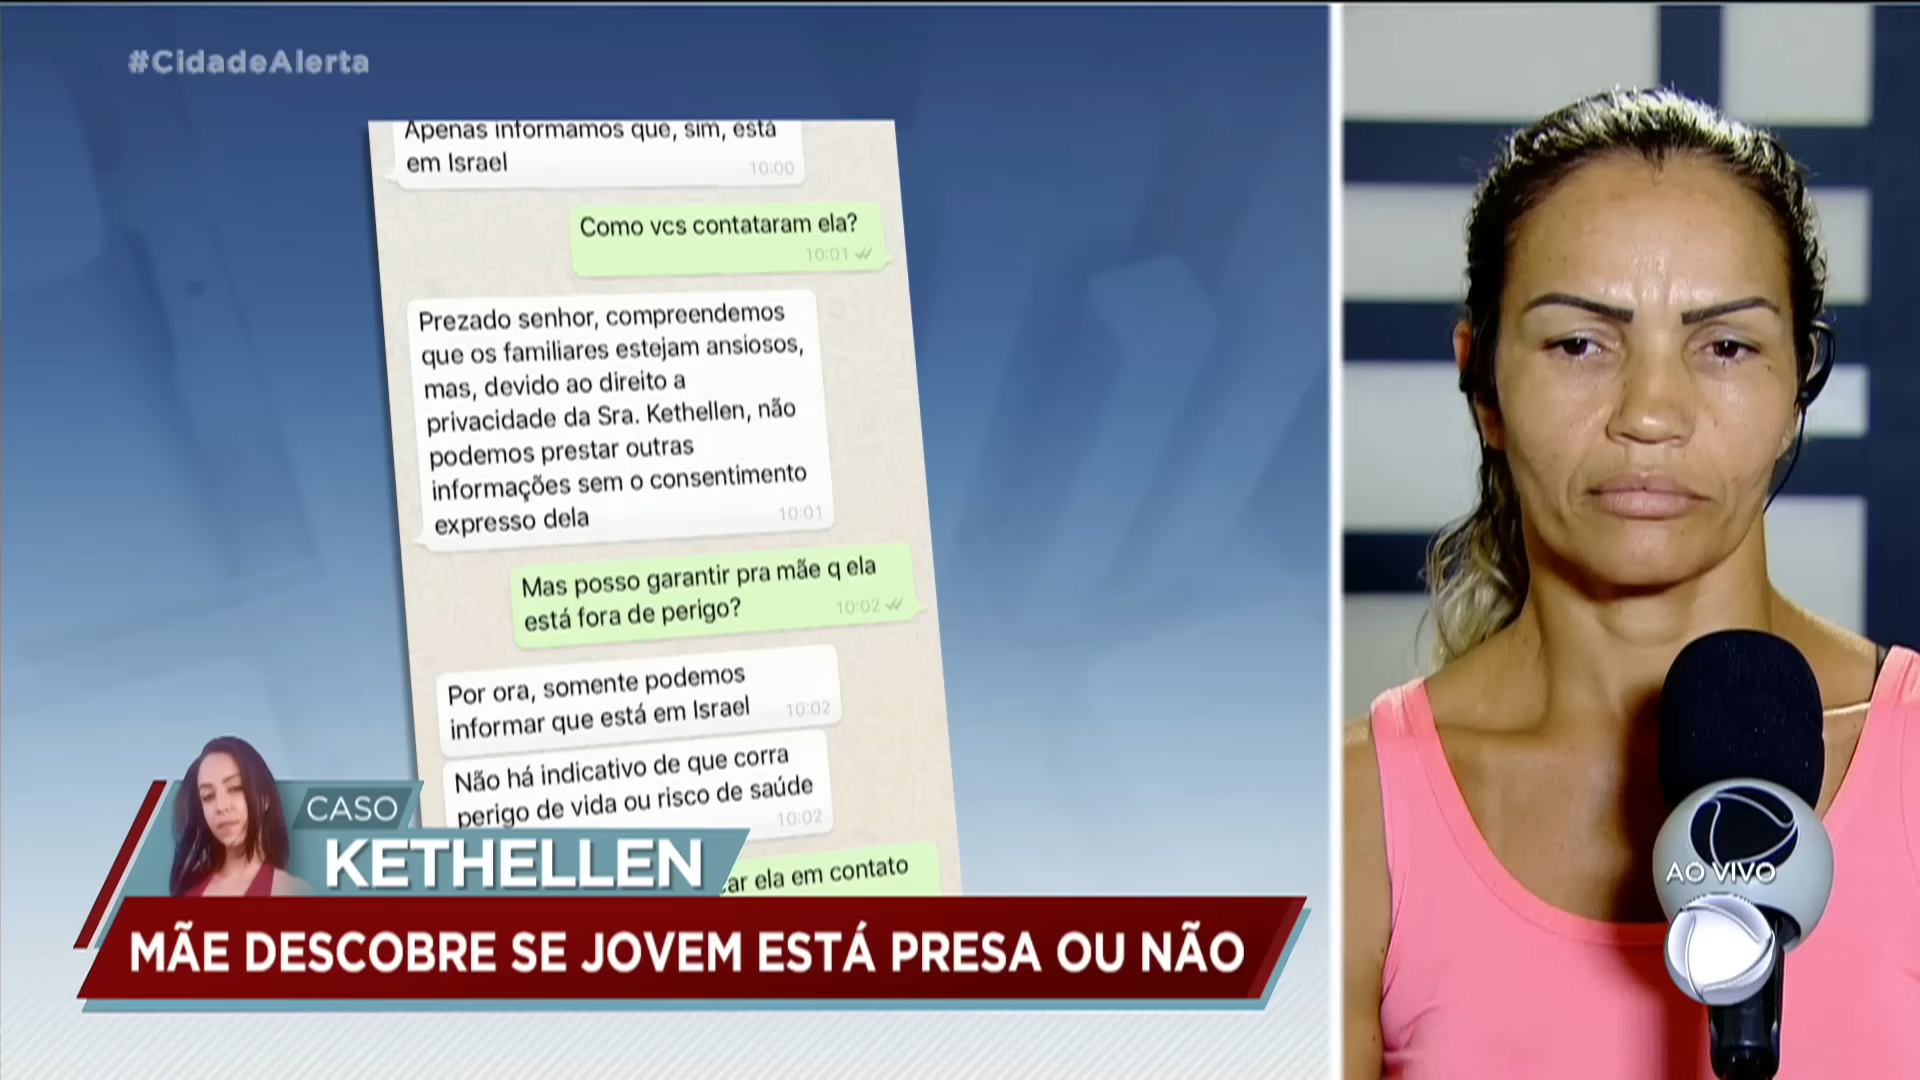 #CidadeAlerta
Apenas informamos que, sim, está
em Israel
10:00
Como vcs contataram ela?
10:01
Prezado senhor, compreendemos
que os familiares estejam ansiosos,
mas, devido ao direito a
privacidade da Sra. Kethellen, não
podemos prestar outras
informações sem o consentimento
expresso dela
10:01
Mas posso garantir pra mãe q ela
está fora de perigo?
10:02
Por ora, somente podemos
informar que está em Israel
10:02
Não há indicativo de que corra
perigo de vida ou risco de saúde
10:02
ela em contato
CASO
KETHELLEN
MÃE DESCOBRE SE JOVEM ESTÁ PRESA OU NÃO
AO VIVO